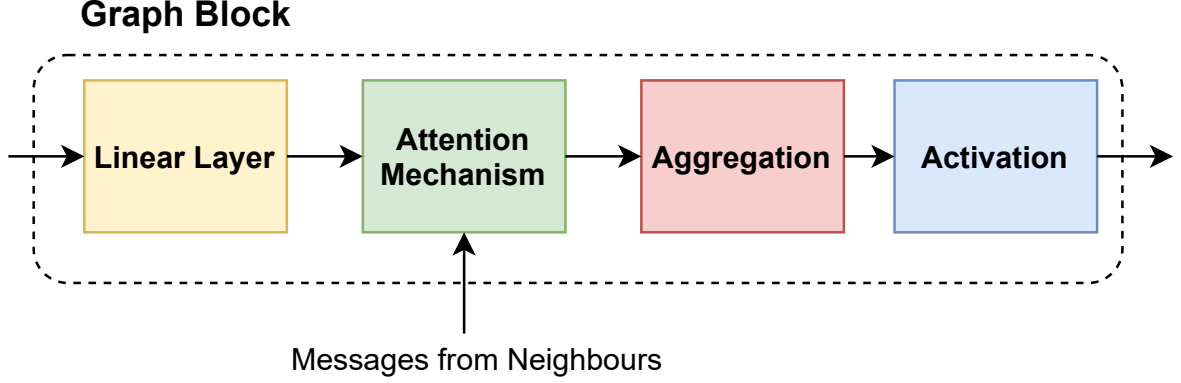 Graph Block
Linear Layer
Attention
Mechanism
Aggregation
Activation
Messages from Neighbours